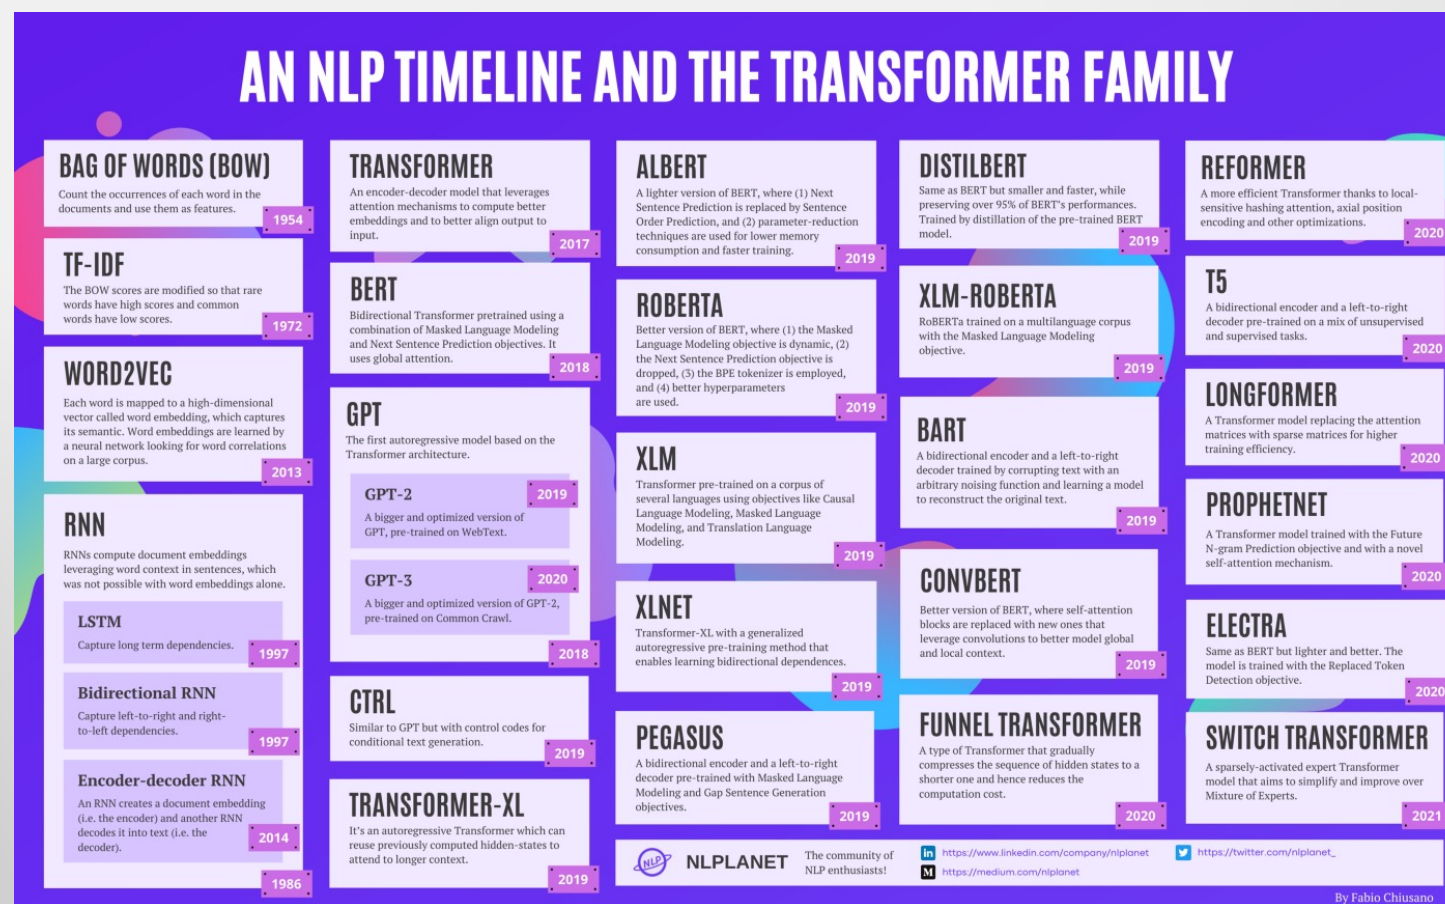 AN NLP TIMELINE AND THE TRANSFORMER FAMILY
BAG OF WORDS (BOW)
Count the occurrences of each word in the
documents and use them as features.
1954
TF-IDF
The BOW scores are modified so that rare
words have high scores and common
words have low scores.
1972
WORD2VEC
Each word is mapped to a high-dimensional
vector called word embedding, which captures
its semantic. Word embeddings are learned by
a neural network looking for word correlations
on a large corpus.
2013
RNN
RNNs compute document embeddings
leveraging word context in sentences, which
was not possible with word embeddings alone.
LSTM
Capture long term dependencies.
1997
Bidirectional RNN
Capture left-to-right and right-
to-left dependencies.
1997
Encoder-decoder RNN
An RNN creates a document embedding
(i.e. the encoder) and another RNN
decodes it into text (i.e. the
decoder).
2014
1986
TRANSFORMER
An encoder-decoder model that leverages
attention mechanisms to compute better
embeddings and to better align output to
input.
2017
BERT
Bidirectional Transformer pretrained using a
combination of Masked Language Modeling
and Next Sentence Prediction objectives. It
uses global attention.
2018
GPT
The first autoregressive model based on the
Transformer architecture.
GPT-2
2019
A bigger and optimized version of
GPT, pre-trained on WebText.
GPT-3
2020
A bigger and optimized version of GPT-2,
pre-trained on Common Crawl.
2018
CTRL
Similar to GPT but with control codes for
conditional text generation.
2019
TRANSFORMER-XL
It's an autoregressive Transformer which can
reuse previously computed hidden-states to
attend to longer context.
2019
ALBERT
A lighter version of BERT, where (1) Next
Sentence Prediction is replaced by Sentence
Order Prediction, and (2) parameter-reduction
techniques are used for lower memory
consumption and faster training.
2019
ROBERTA
Better version of BERT, where (1) the Masked
Language Modeling objective is dynamic, (2)
the Next Sentence Prediction objective is
dropped, (3) the BPE tokenizer is employed,
and (4) better hyperparameters
are used.
2019
XLM
Transformer pre-trained on a corpus of
several languages using objectives like Causal
Language Modeling, Masked Language
Modeling, and Translation Language
Modeling.
2019
XLNET
Transformer-XL with a generalized
autoregressive pre-training method that
enables learning bidirectional dependences.
2019
PEGASUS
A bidirectional encoder and a left-to-right
decoder pre-trained with Masked Language
Modeling and Gap Sentence Generation
objectives.
2019
DISTILBERT
Same as BERT but smaller and faster, while
preserving over 95% of BERT's performances.
Trained by distillation of the pre-trained BERT
model.
2019
XLM-ROBERTA
RoBERTa trained on a multilanguage corpus
with the Masked Language Modeling
objective.
2019
BART
A bidirectional encoder and a left-to-right
decoder trained by corrupting text with an
arbitrary noising function and learning a model
to reconstruct the original text.
2019
CONVBERT
Better version of BERT, where self-attention
blocks are replaced with new ones that
leverage convolutions to better model global
and local context.
2019
FUNNEL TRANSFORMER
A type of Transformer that gradually
compresses the sequence of hidden states to a
shorter one and hence reduces the
computation cost.
2020
REFORMER
A more efficient Transformer thanks to local-
sensitive hashing attention, axial position
encoding and other optimizations.
2020
T5
A bidirectional encoder and a left-to-right
decoder pre-trained on a mix of unsupervised
and supervised tasks.
2020
LONGFORMER
A Transformer model replacing the attention
matrices with sparse matrices for higher
training efficiency.
2020
PROPHETNET
A Transformer model trained with the Future
N-gram Prediction objective and with a novel
self-attention mechanism.
2020
ELECTRA
Same as BERT but lighter and better. The
model is trained with the Replaced Token
Detection objective.
2020
SWITCH TRANSFORMER
A sparsely-activated expert Transformer
model that aims to simplify and improve over
Mixture of Experts.
2021
NLP
NLPLANET
The community of
NLP enthusiasts!
in https://www.linkedin.com/company/nlplanet
M https://medium.com/nlplanet
https://twitter.com/nlplanet_
By Fabio Chiusano